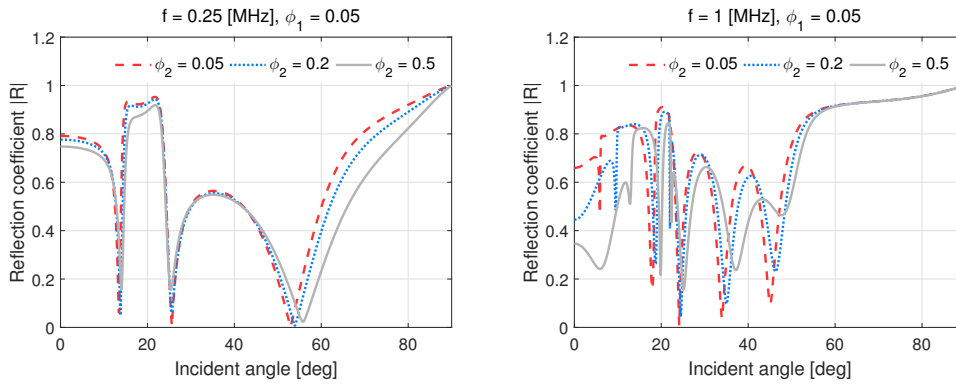 f = 0.25 [MHz], ϕ₁ = 0.05
1.2
1
0.8
0.6
0.4
0.2
0
Reflection coefficient |R|
ϕ₂ = 0.05 ϕ₂ = 0.2 ϕ₂ = 0.5
0 20 40 60 80
Incident angle [deg]
f = 1 [MHz], ϕ₁ = 0.05
1.2
1
0.8
0.6
0.4
0.2
0
Reflection coefficient |R|
ϕ₂ = 0.05 ϕ₂ = 0.2 ϕ₂ = 0.5
0 20 40 60 80
Incident angle [deg]